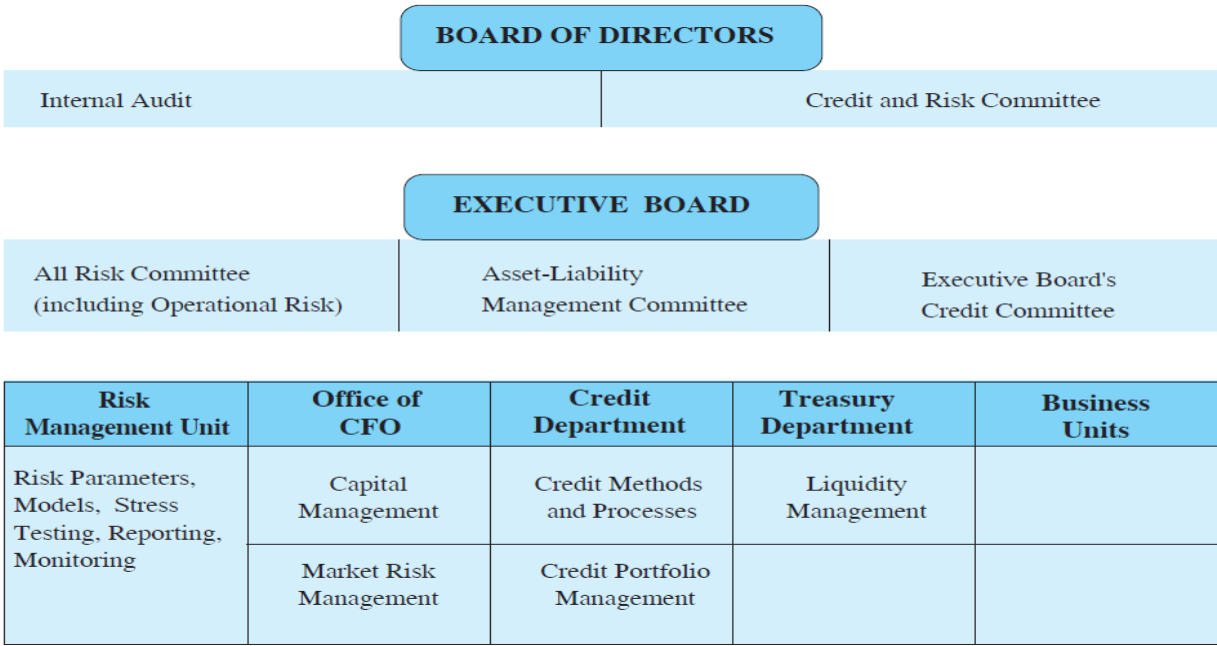 BOARD OF DIRECTORS
Internal Audit
Credit and Risk Committee
EXECUTIVE BOARD
All Risk Committee
(including Operational Risk)
Asset-Liability
Management Committee
Executive Board's
Credit Committee
Risk
Management Unit
Office of
CFO
Credit
Department
Treasury
Department
Business
Units
Risk Parameters,
Models, Stress
Testing, Reporting,
Monitoring
Capital
Management
Credit Methods
and Processes
Liquidity
Management
Market Risk
Management
Credit Portfolio
Management